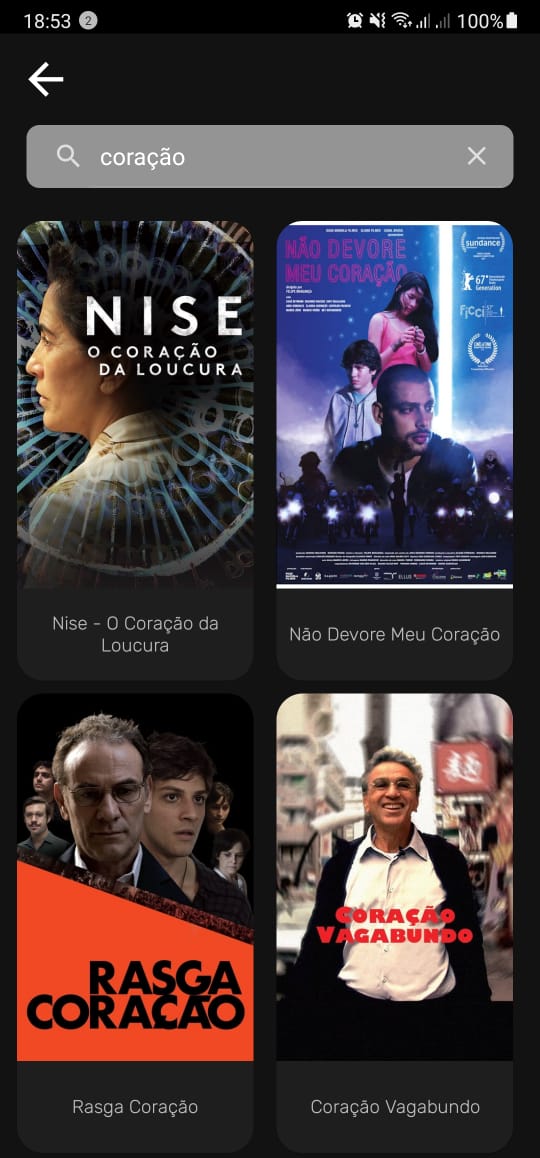 18:53 2
100%
coração
NISE
O CORAÇÃO
DA LOUCURA
Nise - O Coração da
Loucura
NÃO DEVORE
MEU CORAÇÃO
sundance
67
Generation
Não Devore Meu Coração
RASGA
CORAÇÃO
Rasga Coração
CORAÇÃO
VAGABUNDO
Coração Vagabundo